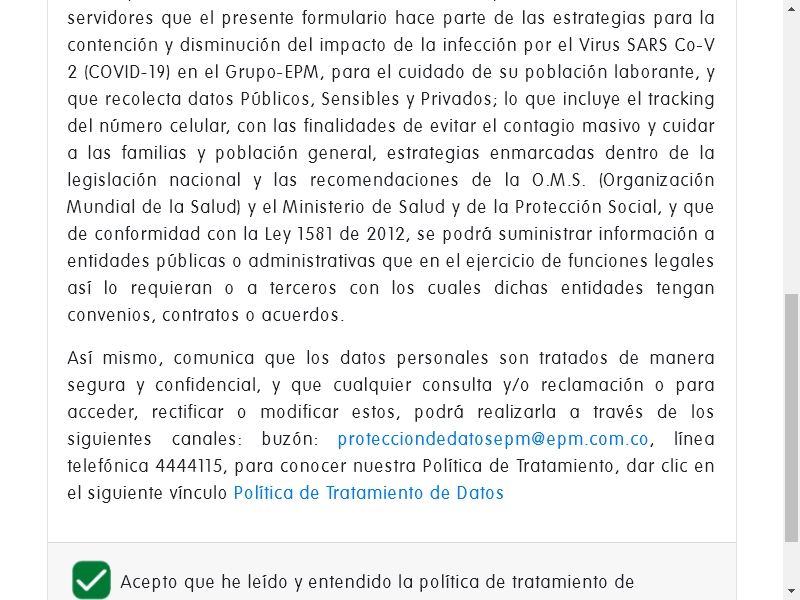 servidores que el presente formulario hace parte de las estrategias para la
contención y disminución del impacto de la infección por el Virus SARS Co-V
2 (COVID-19) en el Grupo-EPM, para el cuidado de su población laborante, y
que recolecta datos Públicos, Sensibles y Privados; lo que incluye el tracking
del número celular, con las finalidades de evitar el contagio masivo y cuidar
a las familias y población general, estrategias enmarcadas dentro de la
legislación nacional y las recomendaciones de la O.M.S. (Organización
Mundial de la Salud) y el Ministerio de Salud y de la Protección Social, y que
de conformidad con la Ley 1581 de 2012, se podrá suministrar información a
entidades públicas o administrativas que en el ejercicio de funciones legales
así lo requieran o a terceros con los cuales dichas entidades tengan
convenios, contratos o acuerdos.
Así mismo, comunica que los datos personales son tratados de manera
segura y confidencial, y que cualquier consulta y/o reclamación o para
acceder, rectificar o modificar estos, podrá realizarla a través de los
siguientes canales: buzón: protecciondedatosepm@epm.com.co, línea
telefónica 4444115, para conocer nuestra Política de Tratamiento, dar clic en
el siguiente vínculo Política de Tratamiento de Datos
Acepto que he leído y entendido la política de tratamiento de